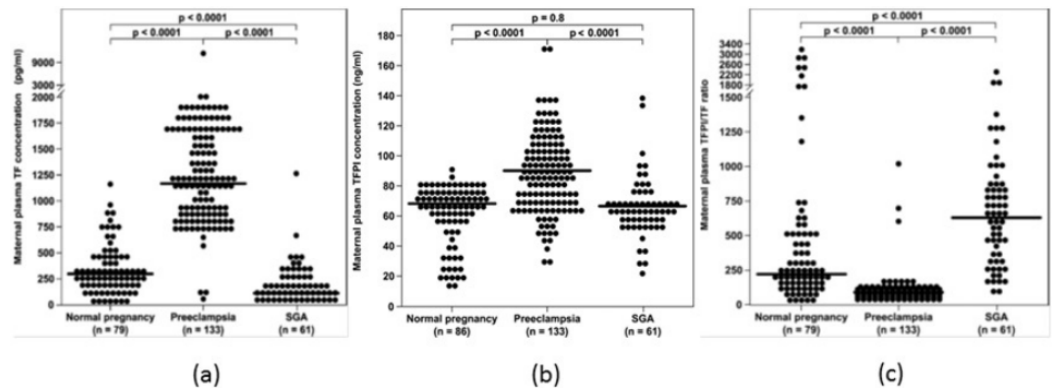 p < 0.0001
p < 0.0001
p < 0.0001
Maternal plasma TF concentration (pg/ml)
9000
3000
2000
1750
1500
1250
1000
750
500
250
0
Normal pregnancy
(n = 79)
Preeclampsia
(n = 133)
SGA
(n = 61)
(a)
p = 0.8
p < 0.0001
p < 0.0001
Maternal plasma TFPI concentration (ng/ml)
180
160
140
120
100
80
60
40
20
0
Normal pregnancy
(n = 86)
Preeclampsia
(n = 133)
SGA
(n = 61)
(b)
p < 0.0001
p < 0.0001
p < 0.0001
Maternal plasma TFPI/TF ratio
3400
3000
2600
2200
1800
1500
1250
1000
750
500
250
0
Normal pregnancy
(n = 79)
Preeclampsia
(n = 133)
SGA
(n = 61)
(c)